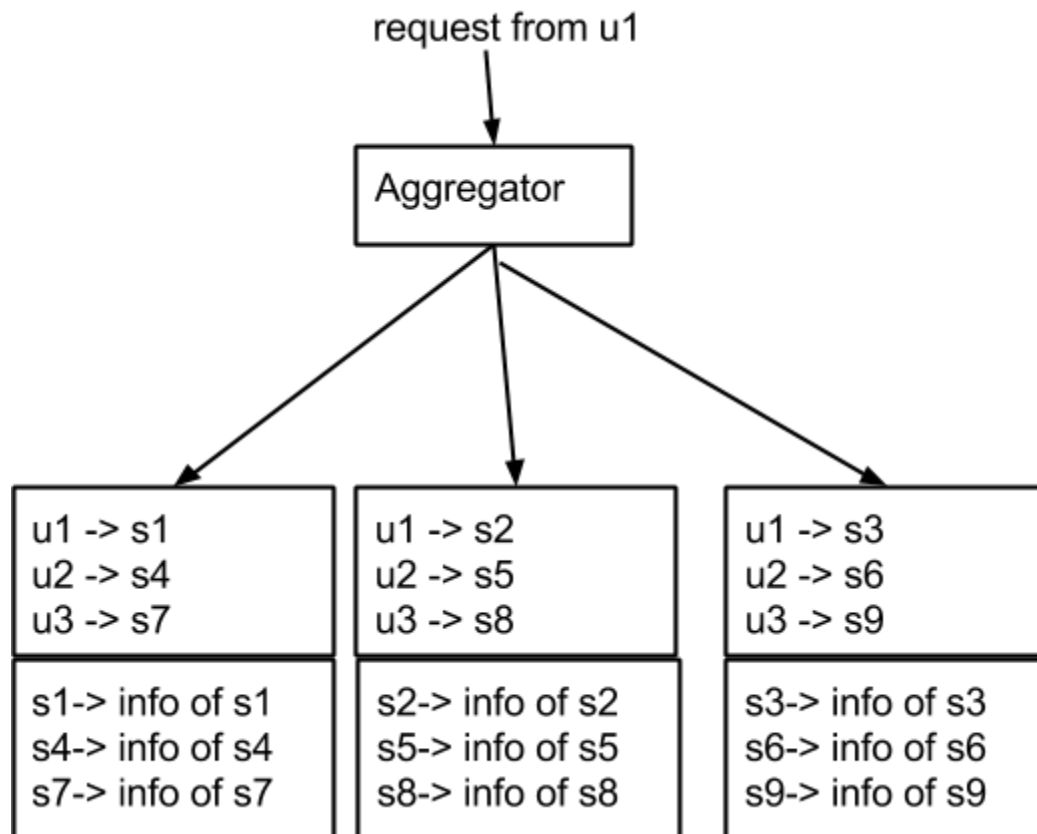 request from u1
Aggregator
u1 -> s1
u2 -> s4
u3 -> s7
s1-> info of s1
s4-> info of s4
s7-> info of s7
u1 -> s2
u2 -> s5
u3 -> s8
s2-> info of s2
s5-> info of s5
s8-> info of s8
u1 -> s3
u2 -> s6
u3 -> s9
s3-> info of s3
s6-> info of s6
s9-> info of s9